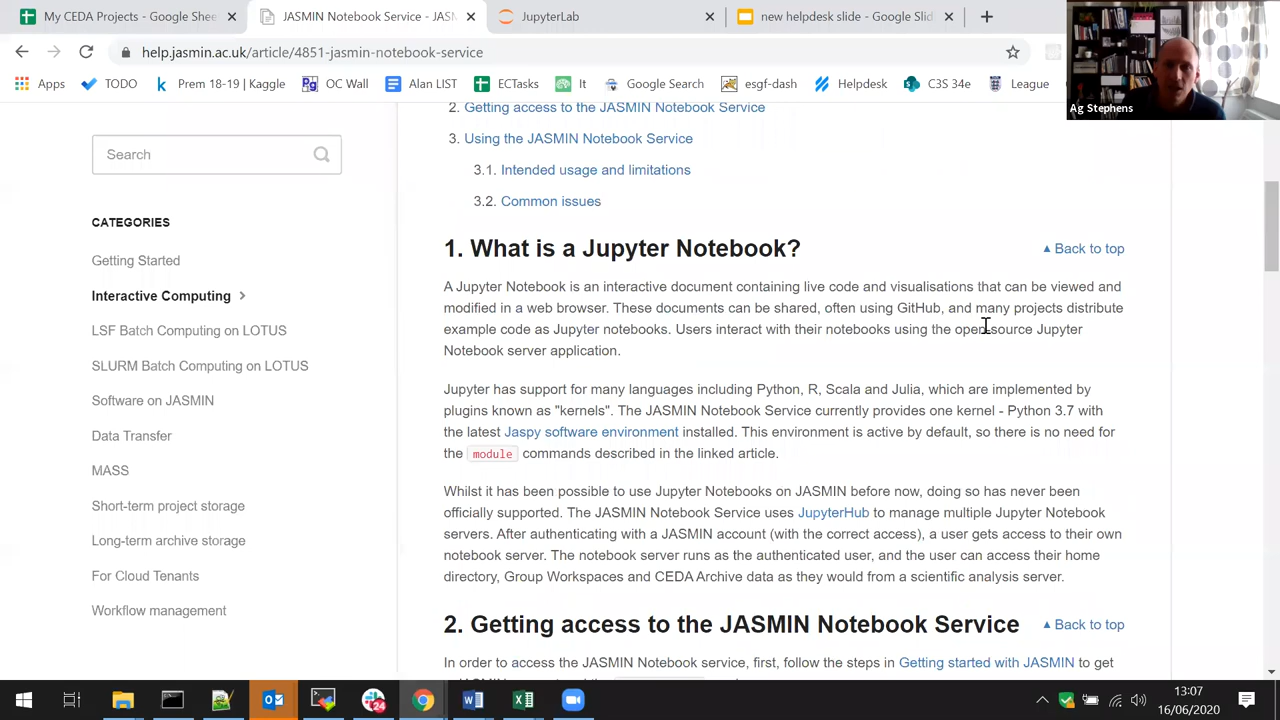 My CEDA Projects - Google Shee
JASMIN Notebook Service - JAS
JupyterLab
new helpdesk slides - Google Slid
help.jasmin.ac.uk/article/4851-jasmin-notebook-service
Apps
TODO
Prem 18-19 | Kaggle
OC Wall
Alan LIST
ECTasks
It
Google Search
esgf-dash
Helpdesk
C3S 34e
League
Ag Stephens
2. Getting access to the JASMIN Notebook Service
3. Using the JASMIN Notebook Service
3.1. Intended usage and limitations
3.2. Common issues
Search
CATEGORIES
Getting Started
Interactive Computing
LSF Batch Computing on LOTUS
SLURM Batch Computing on LOTUS
Software on JASMIN
Data Transfer
MASS
Short-term project storage
Long-term archive storage
For Cloud Tenants
Workflow management
1. What is a Jupyter Notebook?
Back to top
A Jupyter Notebook is an interactive document containing live code and visualisations that can be viewed and
modified in a web browser. These documents can be shared, often using GitHub, and many projects distribute
example code as Jupyter notebooks. Users interact with their notebooks using the open-source Jupyter
Notebook server application.
Jupyter has support for many languages including Python, R, Scala and Julia, which are implemented by
plugins known as "kernels". The JASMIN Notebook Service currently provides one kernel - Python 3.7 with
the latest Jaspy software environment installed. This environment is active by default, so there is no need for
the module commands described in the linked article.
Whilst it has been possible to use Jupyter Notebooks on JASMIN before now, doing so has never been
officially supported. The JASMIN Notebook Service uses JupyterHub to manage multiple Jupyter Notebook
servers. After authenticating with a JASMIN account (with the correct access), a user gets access to their own
notebook server. The notebook server runs as the authenticated user, and the user can access their home
directory, Group Workspaces and CEDA Archive data as they would from a scientific analysis server.
2. Getting access to the JASMIN Notebook Service
Back to top
In order to access the JASMIN Notebook service, first, follow the steps in Getting started with JASMIN to get
13:07
16/06/2020